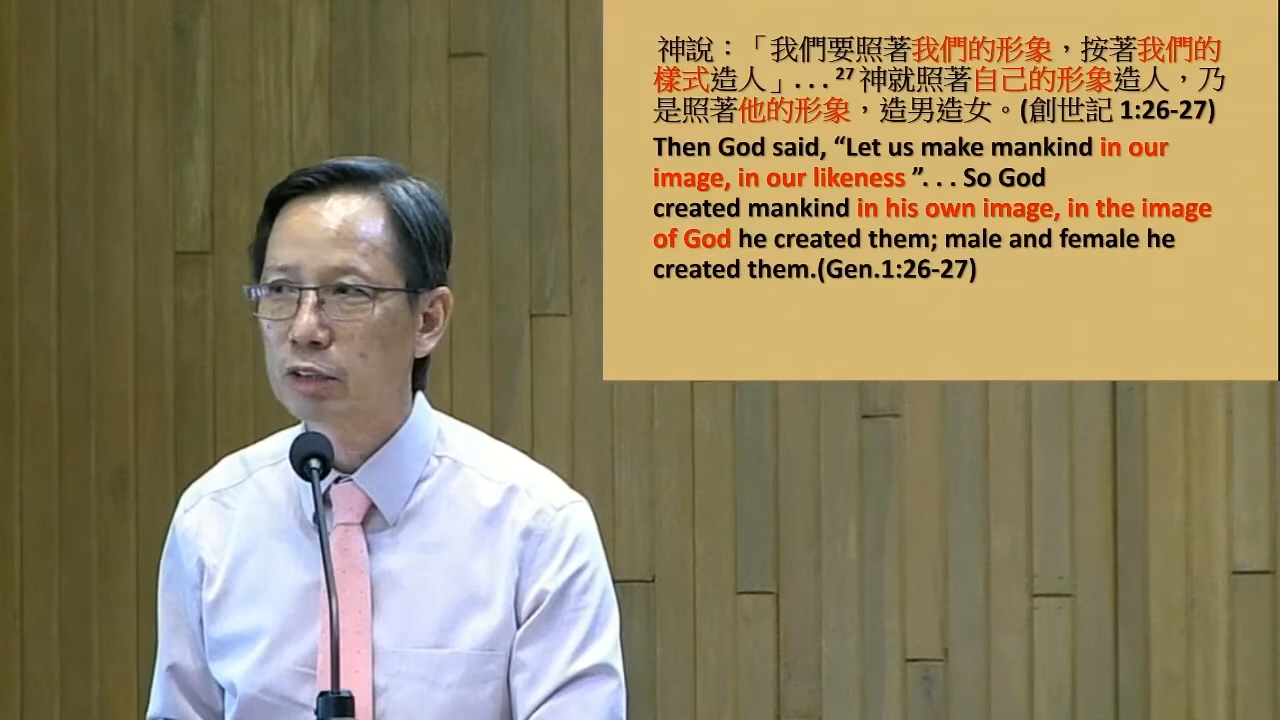 神說：「我們要照著我們的形象，按著我們的
樣式造人」. . . 27 神就照著自己的形象造人，乃
是照著他的形象，造男造女。(創世記 1:26-27)
Then God said, “Let us make mankind in our
image, in our likeness ”. . . So God
created mankind in his own image, in the image
of God he created them; male and female he
created them.(Gen.1:26-27)